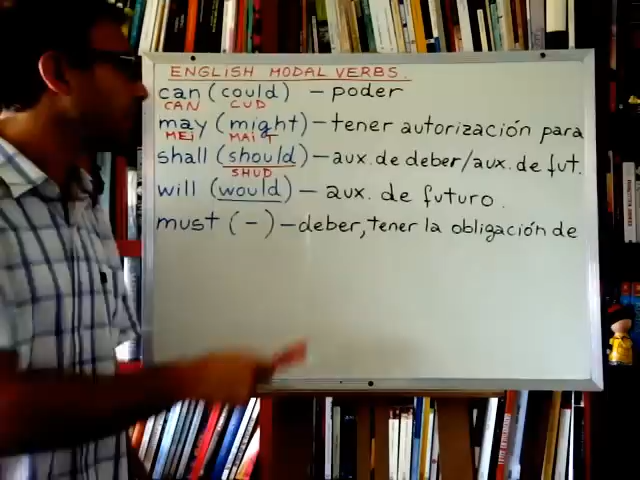 ENGLISH MODAL VERBS.
can (could) – poder
CAN CUD
may (might) – tener autorización para
MEI MAIT
shall (should) – aux. de deber/aux. de fut.
SHUD
will (would) – aux. de futuro.
must (-) – deber, tener la obligación de